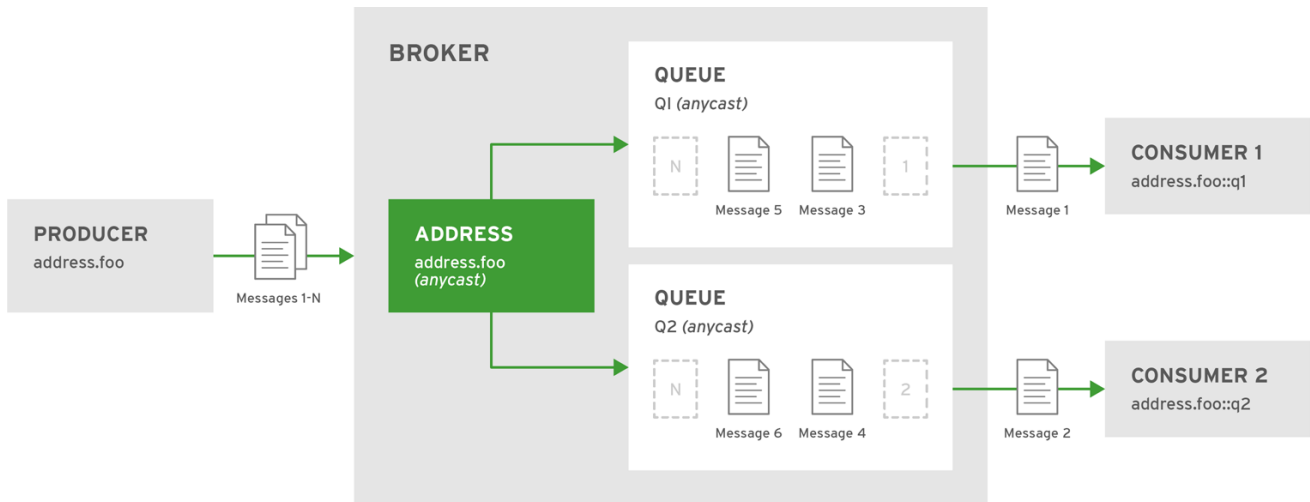 BROKER
PRODUCER
address.foo
Messages 1-N
ADDRESS
address.foo
(anycast)
QUEUE
Q1 (anycast)
N
1
Message 5
Message 3
Message 1
CONSUMER 1
address.foo::q1
QUEUE
Q2 (anycast)
N
2
Message 6
Message 4
Message 2
CONSUMER 2
address.foo::q2